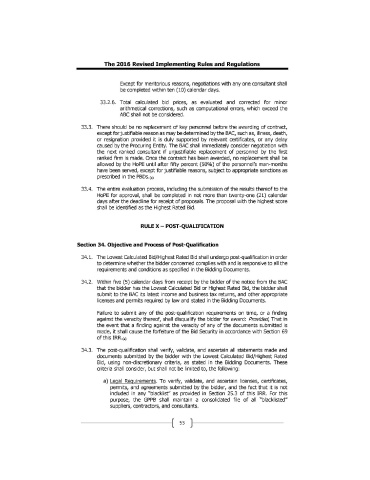 The 2016 Revised Implementing Rules and Regulations
Except for meritorious reasons, negotiations with any one consultant shall
be completed within ten (10) calendar days.
33.2.6. Total calculated bid prices, as evaluated and corrected for minor
arithmetical corrections, such as computational errors, which exceed the
ABC shall not be considered.
33.3. There should be no replacement of key personnel before the awarding of contract,
except for justifiable reason as may be determined by the BAC, such as, illness, death,
or resignation provided it is duly supported by relevant certificates, or any delay
caused by the Procuring Entity. The BAC shall immediately consider negotiation with
the next ranked consultant if unjustifiable replacement of personnel by the first
ranked firm is made. Once the contract has been awarded, no replacement shall be
allowed by the HoPE until after fifty percent (50%) of the personnel's man-months
have been served, except for justifiable reasons, subject to appropriate sanctions as
prescribed in the PBDs.
33.4. The entire evaluation process, including the submission of the results thereof to the
HoPE for approval, shall be completed in not more than twenty-one (21) calendar
days after the deadline for receipt of proposals. The proposal with the highest score
shall be identified as the Highest Rated Bid.
RULE X – POST-QUALIFICATION
Section 34. Objective and Process of Post-Qualification
34.1. The Lowest Calculated Bid/Highest Rated Bid shall undergo post-qualification in order
to determine whether the bidder concerned complies with and is responsive to all the
requirements and conditions as specified in the Bidding Documents.
34.2. Within five (5) calendar days from receipt by the bidder of the notice from the BAC
that the bidder has the Lowest Calculated Bid or Highest Rated Bid, the bidder shall
submit to the BAC its latest income and business tax returns, and other appropriate
licenses and permits required by law and stated in the Bidding Documents.
Failure to submit any of the post-qualification requirements on time, or a finding
against the veracity thereof, shall disqualify the bidder for award: Provided, That in
the event that a finding against the veracity of any of the documents submitted is
made, it shall cause the forfeiture of the Bid Security in accordance with Section 69
of this IRR.
34.3. The post-qualification shall verify, validate, and ascertain all statements made and
documents submitted by the bidder with the Lowest Calculated Bid/Highest Rated
Bid, using non-discretionary criteria, as stated in the Bidding Documents. These
criteria shall consider, but shall not be limited to, the following:
a) Legal Requirements. To verify, validate, and ascertain licenses, certificates,
permits, and agreements submitted by the bidder, and the fact that it is not
included in any "blacklist" as provided in Section 25.3 of this IRR. For this
purpose, the GPPB shall maintain a consolidated file of all "blacklisted"
suppliers, contractors, and consultants.
53